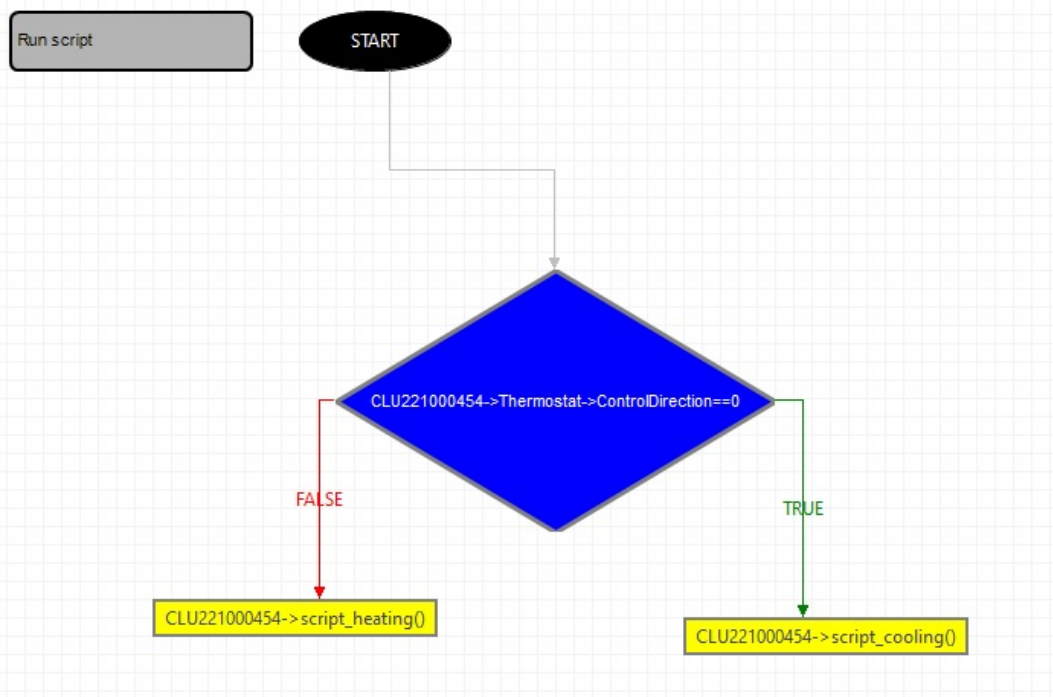 Run script
START
CLU221000454->Thermostat->ControlDirection==0
FALSE
TRUE
CLU221000454->script_heating()
CLU221000454->script_cooling()